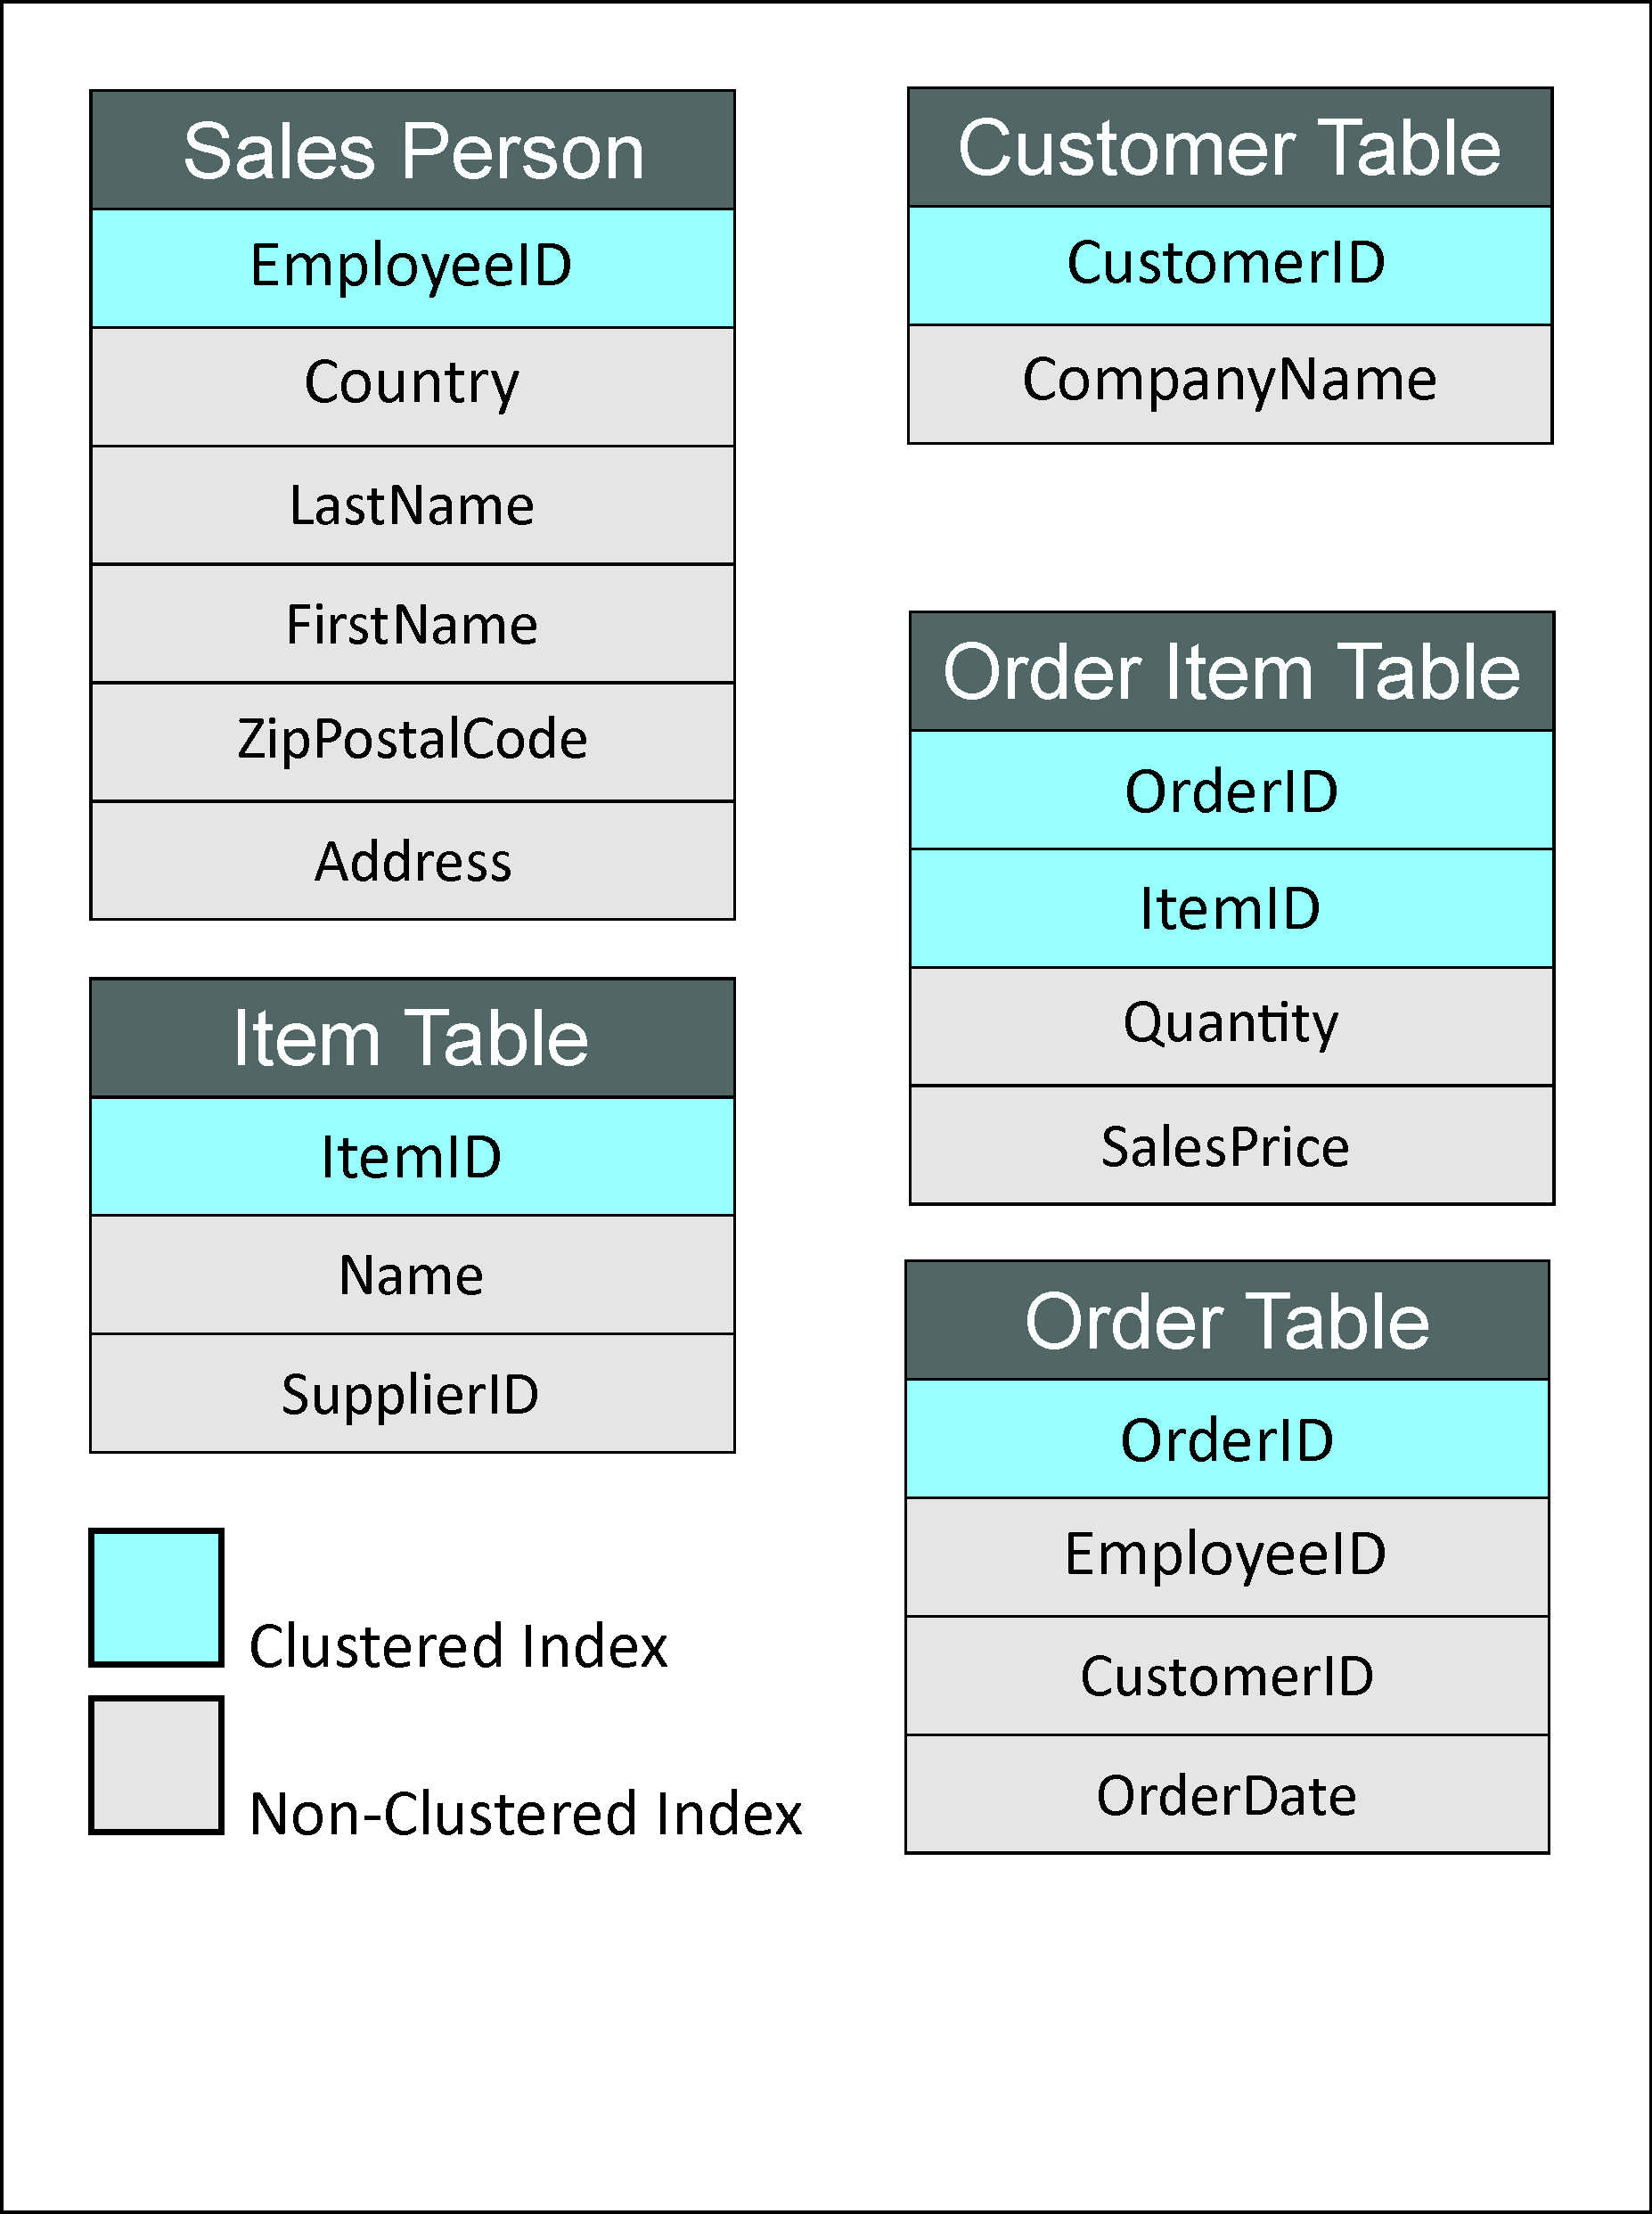 Sales Person
EmployeeID
Country
LastName
FirstName
ZipPostalCode
Address
Item Table
ItemID
Name
SupplierID
Clustered Index
Non-Clustered Index
Customer Table
CustomerID
CompanyName
Order Item Table
OrderID
ItemID
Quantity
SalesPrice
Order Table
OrderID
EmployeeID
CustomerID
OrderDate